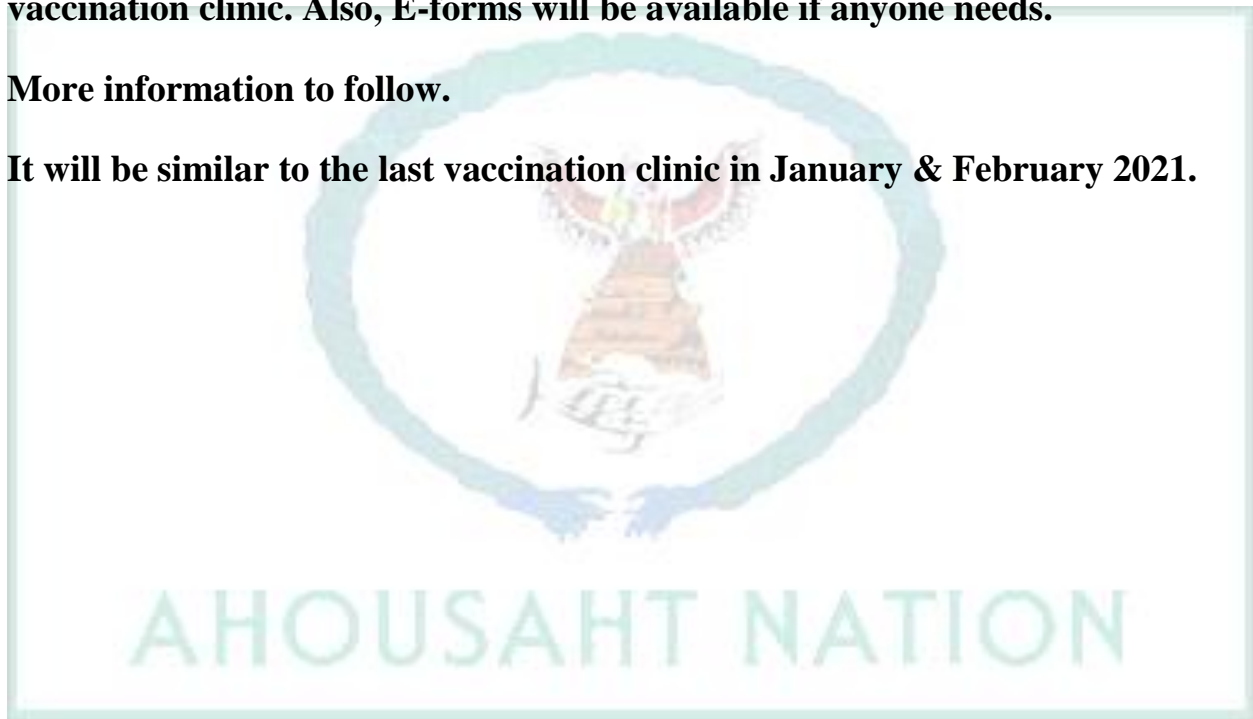 vaccination clinic. Also, E-forms will be available if anyone needs.
More information to follow.
It will be similar to the last vaccination clinic in January & February 2021.
AHOUSAHT NATION